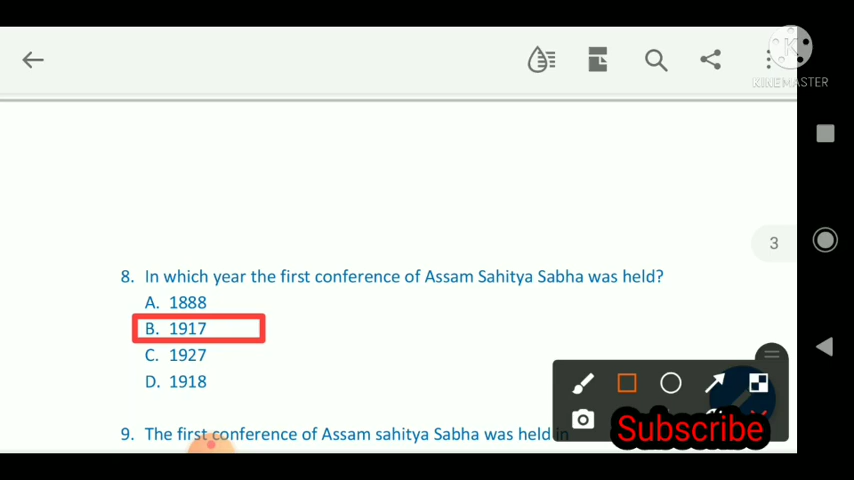 K
KINEMASTER
3
8. In which year the first conference of Assam Sahitya Sabha was held?
A. 1888
B. 1917
C. 1927
D. 1918
9. The first conference of Assam sahitya Sabha was held in
Subscribe